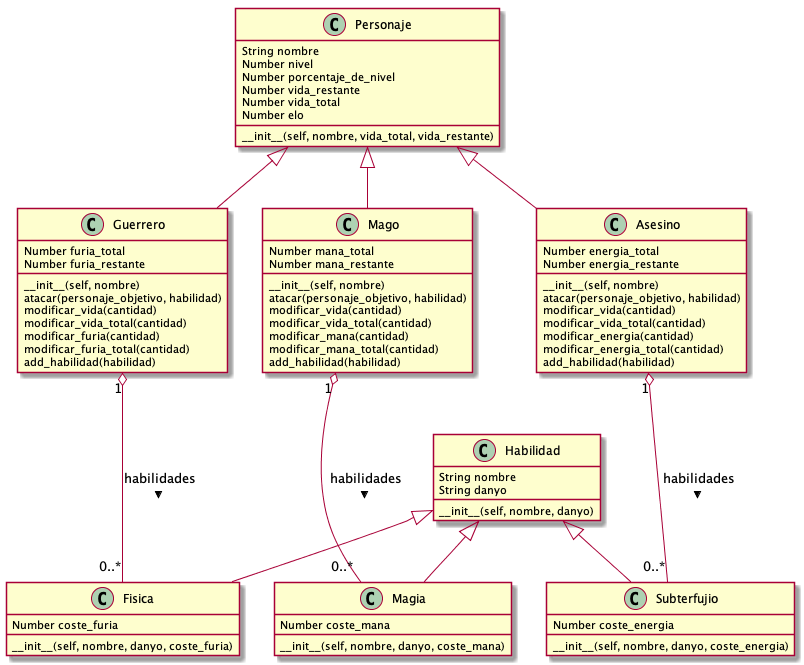 C Personaje
String nombre
Number nivel
Number porcentaje_de_nivel
Number vida_restante
Number vida_total
Number elo
__init__(self, nombre, vida_total, vida_restante)
C Guerrero
Number furia_total
Number furia_restante
__init__(self, nombre)
atacar(personaje_objetivo, habilidad)
modificar_vida(cantidad)
modificar_vida_total(cantidad)
modificar_furia(cantidad)
modificar_furia_total(cantidad)
add_habilidad(habilidad)
C Mago
Number mana_total
Number mana_restante
__init__(self, nombre)
atacar(personaje_objetivo, habilidad)
modificar_vida(cantidad)
modificar_vida_total(cantidad)
modificar_mana(cantidad)
modificar_mana_total(cantidad)
add_habilidad(habilidad)
C Asesino
Number energia_total
Number energia_restante
__init__(self, nombre)
atacar(personaje_objetivo, habilidad)
modificar_vida(cantidad)
modificar_vida_total(cantidad)
modificar_energia(cantidad)
modificar_energia_total(cantidad)
add_habilidad(habilidad)
1
1
1
C Habilidad
String nombre
String danyo
__init__(self, nombre, danyo)
habilidades
habilidades
habilidades
0..*
0..*
0..*
C Fisica
Number coste_furia
__init__(self, nombre, danyo, coste_furia)
C Magia
Number coste_mana
__init__(self, nombre, danyo, coste_mana)
C Subterfujio
Number coste_energia
__init__(self, nombre, danyo, coste_energia)